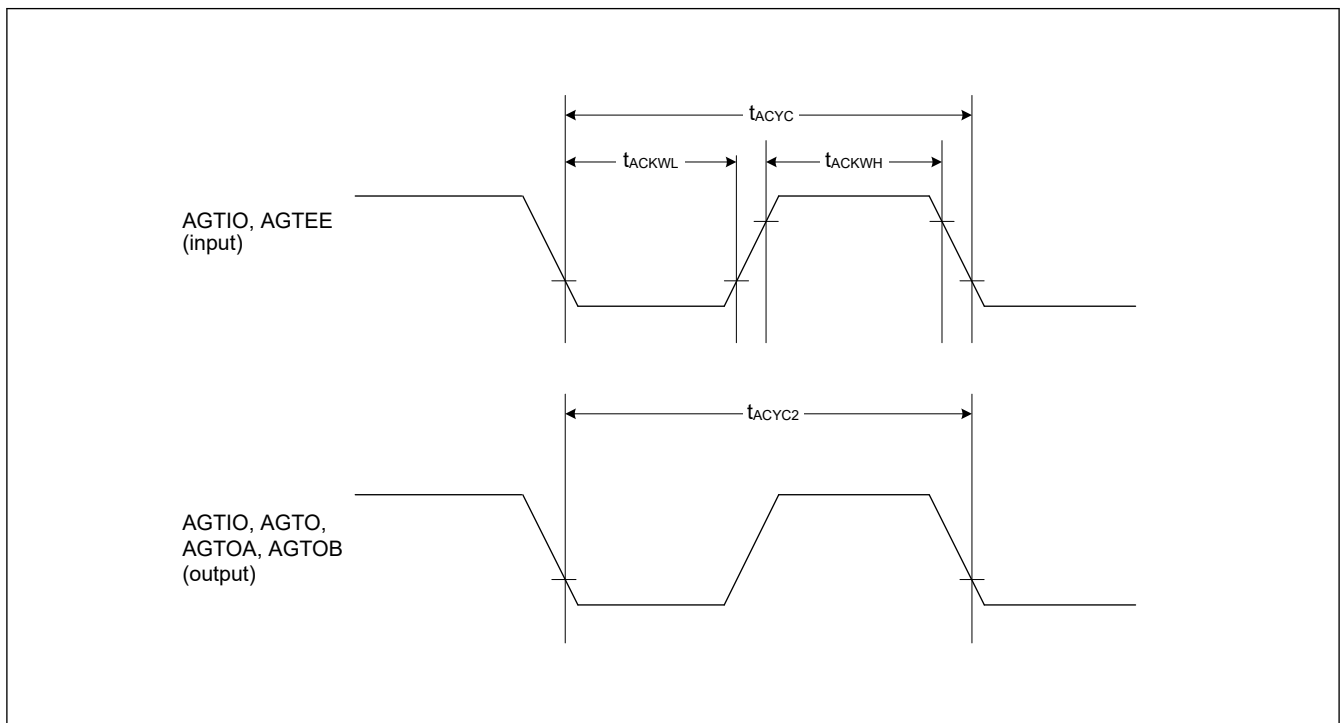 tACYC
tACKWL
tACKWH
AGTIO, AGTEE
(input)
tACYC2
AGTIO, AGTO,
AGTOA, AGTOB
(output)